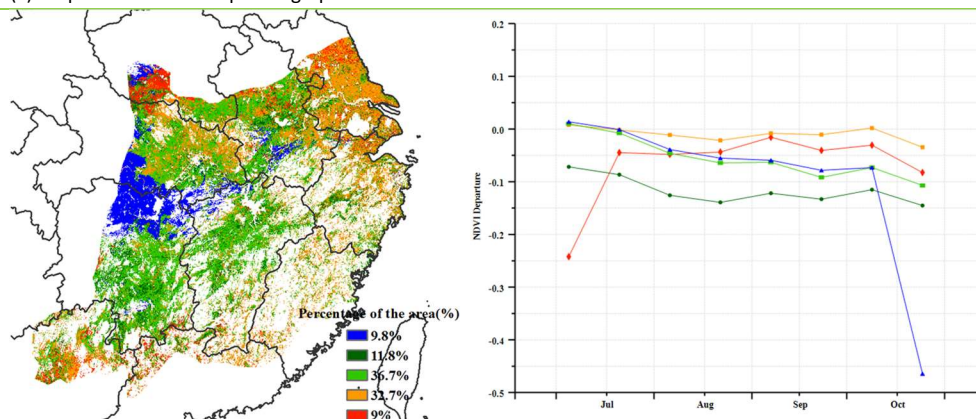 Percentage of the area(%)
9.8%
11.8%
36.7%
32.7%
9%
NDVI Departure
0.2
0.1
0.0
-0.1
-0.2
-0.3
-0.4
-0.5
Jul
Aug
Sep
Oct